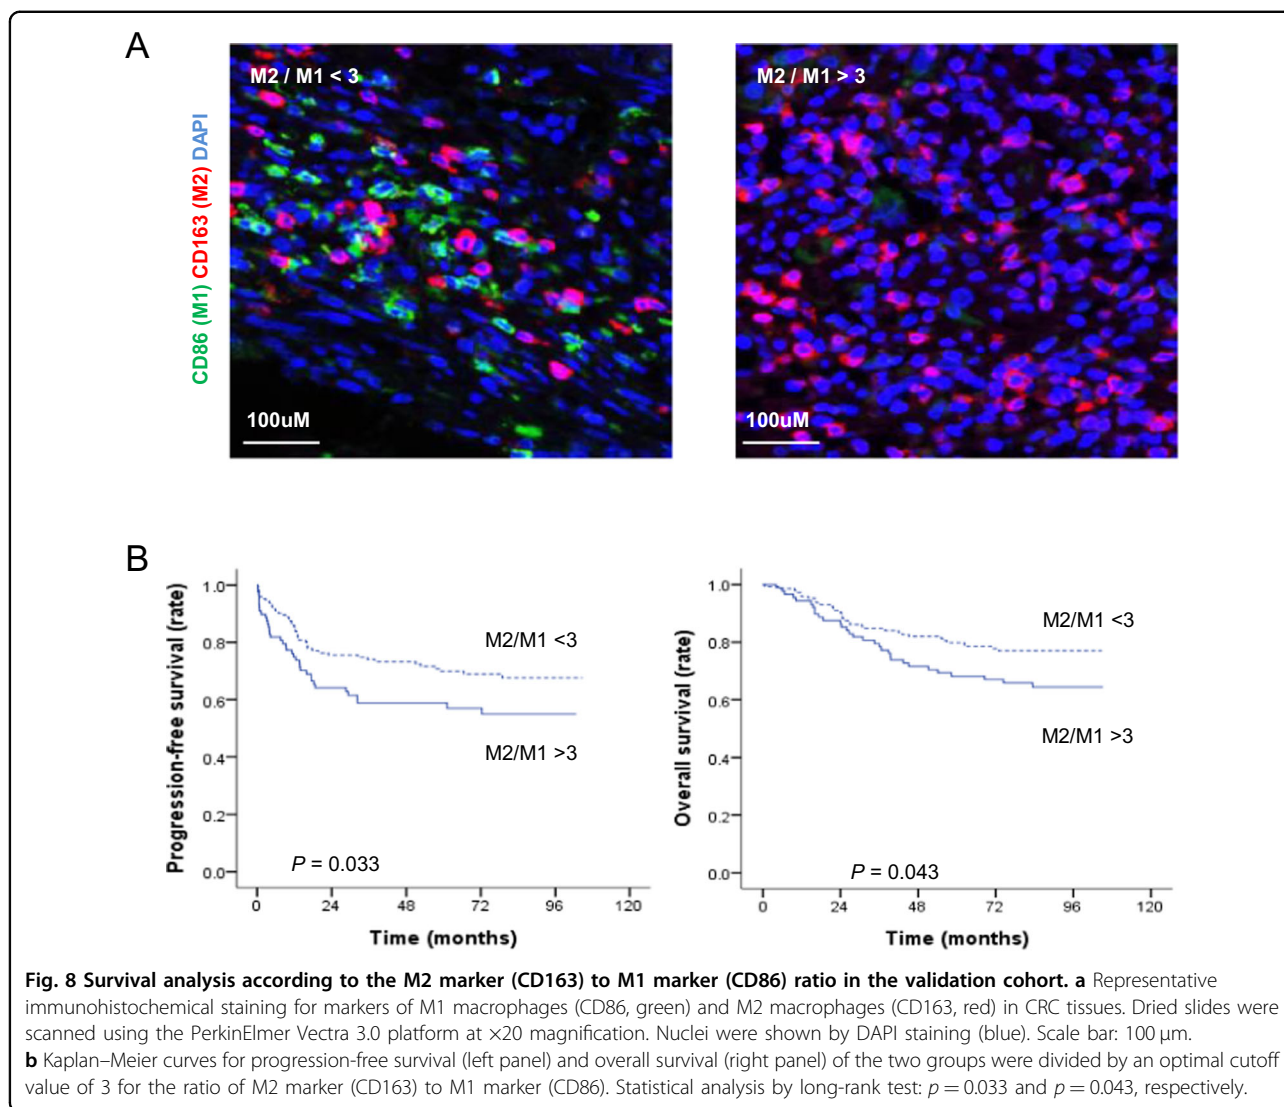 A
M2 / M1 < 3
M2 / M1 > 3
CD86 (M1) CD163 (M2) DAPI
100uM
100uM
B
Progression-free survival (rate)
1.0
0.8
0.6
0.4
0.2
0.0
M2/M1 <3
M2/M1 >3
P = 0.033
0 24 48 72 96 120
Time (months)
Overall survival (rate)
1.0
0.8
0.6
0.4
0.2
0.0
M2/M1 <3
M2/M1 >3
P = 0.043
0 24 48 72 96 120
Time (months)
Fig. 8 Survival analysis according to the M2 marker (CD163) to M1 marker (CD86) ratio in the validation cohort. a Representative
immunohistochemical staining for markers of M1 macrophages (CD86, green) and M2 macrophages (CD163, red) in CRC tissues. Dried slides were
scanned using the PerkinElmer Vectra 3.0 platform at ×20 magnification. Nuclei were shown by DAPI staining (blue). Scale bar: 100 μm.
b Kaplan–Meier curves for progression-free survival (left panel) and overall survival (right panel) of the two groups were divided by an optimal cutoff
value of 3 for the ratio of M2 marker (CD163) to M1 marker (CD86). Statistical analysis by long-rank test: p = 0.033 and p = 0.043, respectively.